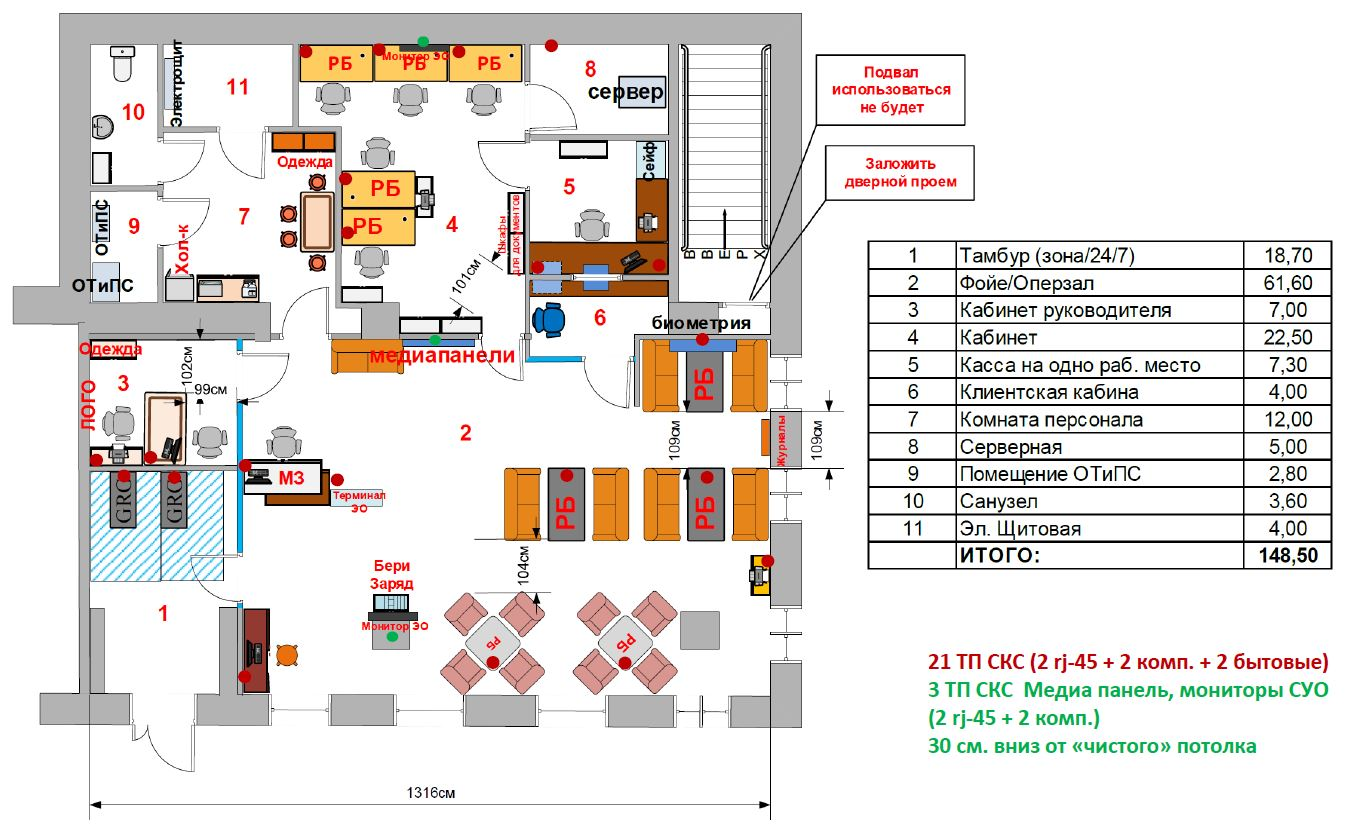 Электрощит
11
10
РБ
Монитор ЭО
РБ
РБ
8
сервер
Подвал
использоваться
не будет
Заложить
дверной проем
Одежда
Сейф
5
РБ
РБ
4
Шкафы
для документов
ОТиПС
9
7
Хол-к
ОТиПС
101см
ВВЕРХ
6
биометрия
медиапанели
Одежда
3
ЛОГО
102см
99см
2
РБ
109см
Журналы
109см
МЗ
Терминал
ЭО
GRG
GRG
РБ
РБ
104см
Бери
Заряд
Монитор ЭО
1
РБ
РБ
1316см
1 Тамбур (зона/24/7) 18,70
2 Фойе/Оперзал 61,60
3 Кабинет руководителя 7,00
4 Кабинет 22,50
5 Касса на одно раб. место 7,30
6 Клиентская кабина 4,00
7 Комната персонала 12,00
8 Серверная 5,00
9 Помещение ОТиПС 2,80
10 Санузел 3,60
11 Эл. Щитовая 4,00
ИТОГО: 148,50
21 ТП СКС (2 rj-45 + 2 комп. + 2 бытовые)
3 ТП СКС Медиа панель, мониторы СУО
(2 rj-45 + 2 комп.)
30 см. вниз от «чистого» потолка